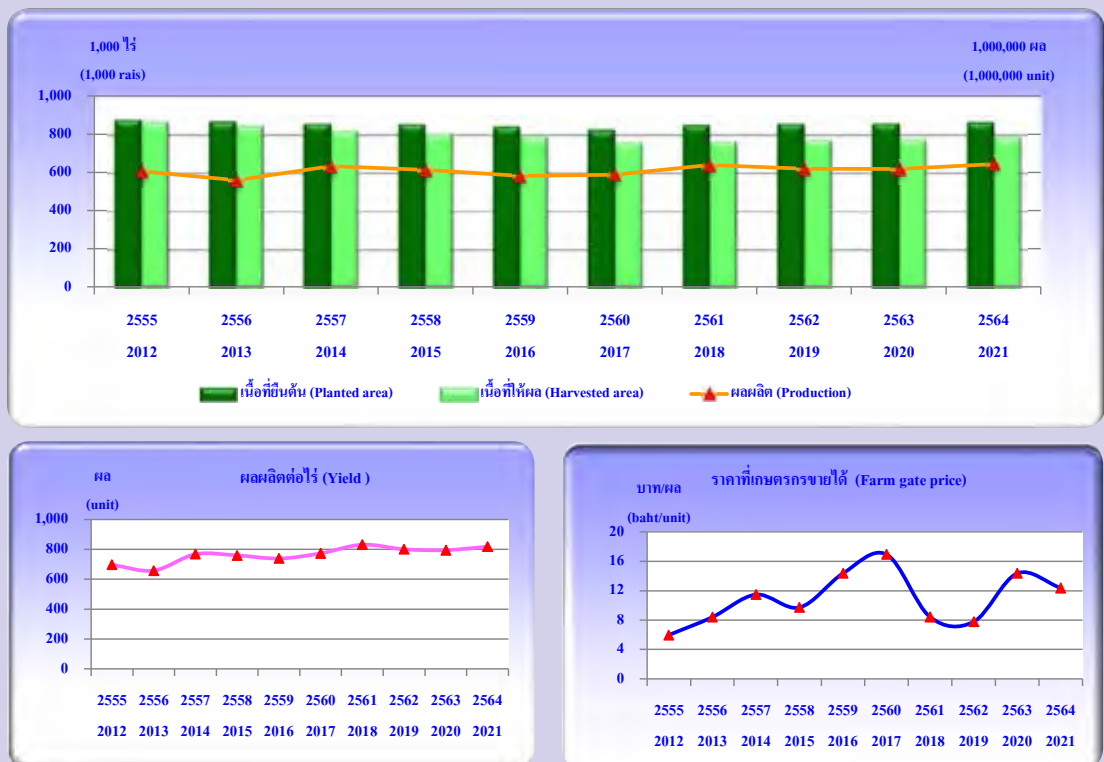 1,000 ไร่
(1,000 rais)
1,000,000 ผล
(1,000,000 unit)
1,000
800
600
400
200
0
2555 2556 2557 2558 2559 2560 2561 2562 2563 2564
2012 2013 2014 2015 2016 2017 2018 2019 2020 2021
เนื้อที่ยืนต้น (Planted area) เนื้อที่ให้ผล (Harvested area) ผลผลิต (Production)
ผลผลิตต่อไร่ (Yield )
ผล
(unit)
1,000
800
600
400
200
0
2555 2556 2557 2558 2559 2560 2561 2562 2563 2564
2012 2013 2014 2015 2016 2017 2018 2019 2020 2021
ราคาที่เกษตรกรขายได้ (Farm gate price)
บาท/ผล
(baht/unit)
20
16
12
8
4
0
2555 2556 2557 2558 2559 2560 2561 2562 2563 2564
2012 2013 2014 2015 2016 2017 2018 2019 2020 2021